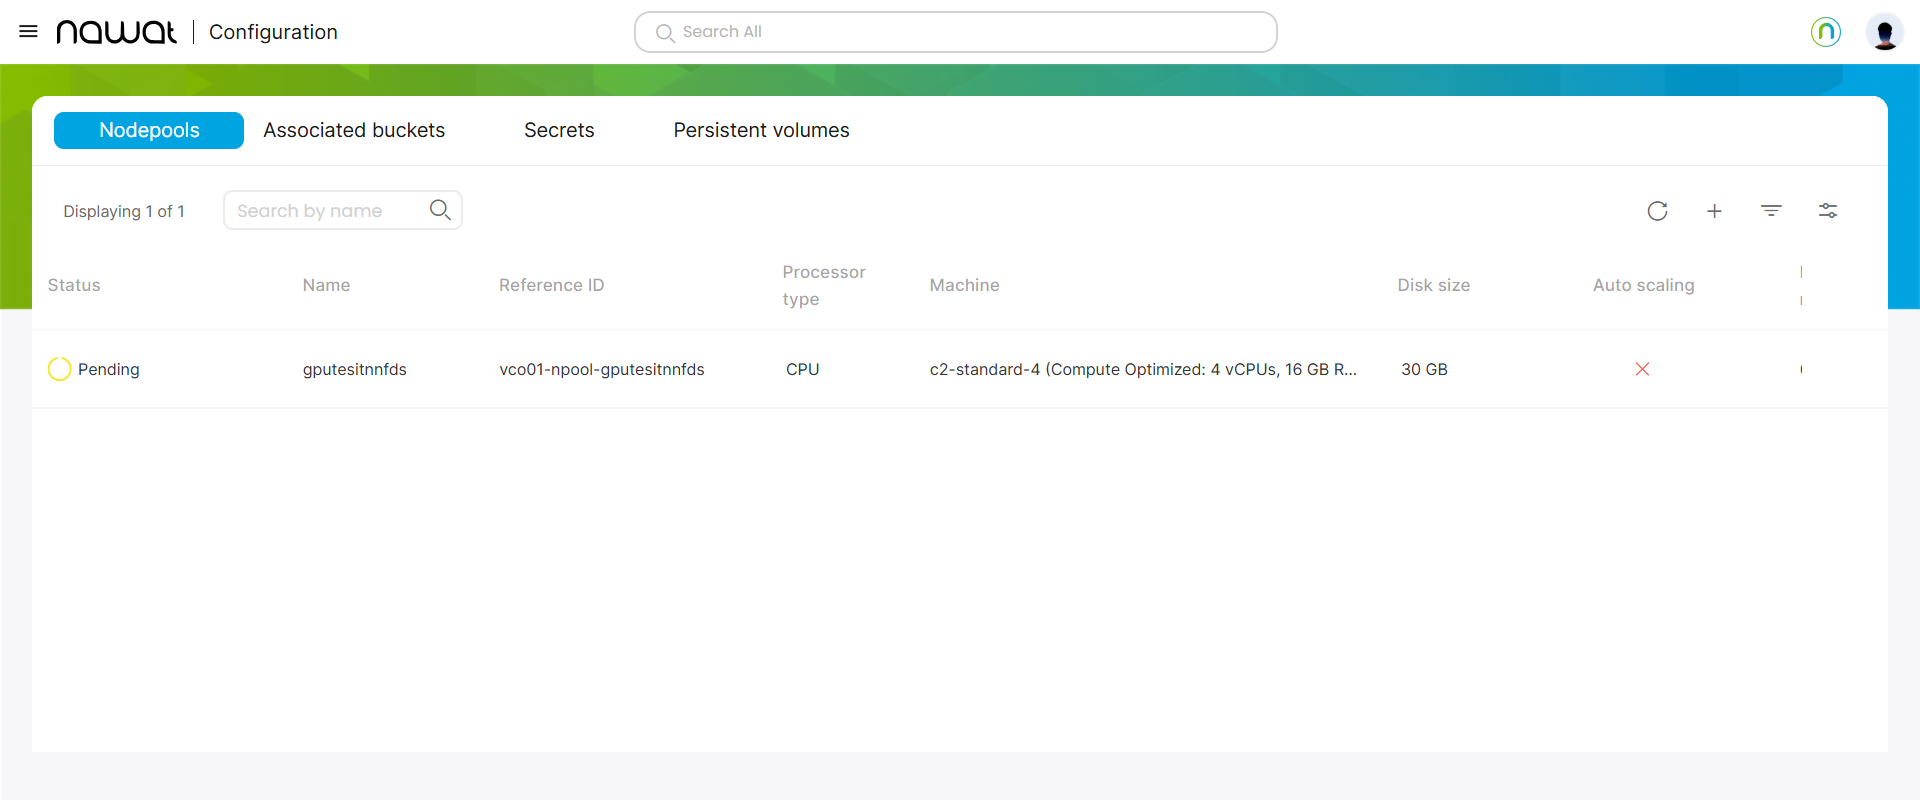 nawat
Configuration
Search All
Nodepools
Associated buckets
Secrets
Persistent volumes
Displaying 1 of 1
Search by name
Status
Name
Reference ID
Processor
type
Machine
Disk size
Auto scaling
Pending
gputesitnnfds
vco01-npool-gputesitnnfds
CPU
c2-standard-4 (Compute Optimized: 4 vCPUs, 16 GB R...
30 GB